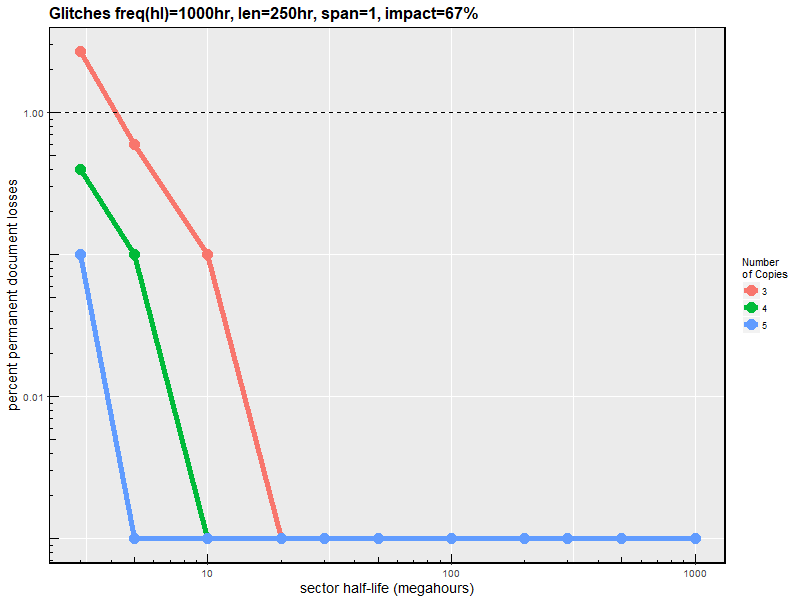 Glitches freq(hl)=1000hr, len=250hr, span=1, impact=67%
percent permanent document losses
1.00
0.01
10
100
1000
sector half-life (megahours)
Number
of Copies
3
4
5